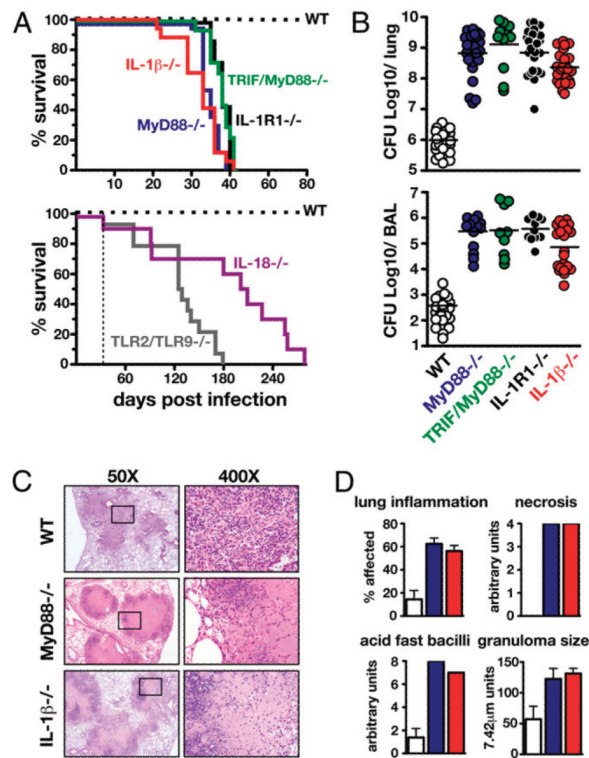 A
WT
IL-1β-/-
TRIF/MyD88-/-
MyD88-/-
IL-1R1-/-
% survival
100
80
60
40
20
0
10 20 30 40 50 60 70 80
WT
IL-18-/-
TLR2/TLR9-/-
% survival
100
80
60
40
20
0
60 120 180 240
days post infection
B
CFU Log10/ lung
10
9
8
7
6
5
CFU Log10/ BAL
7
6
5
4
3
2
1
WT
MyD88-/-
TRIF/MyD88-/-
IL-1R1-/-
IL-1β-/-
C
50X 400X
WT
MyD88-/-
IL-1β-/-
D
lung inflammation
% affected
80
60
40
20
0
necrosis
arbitrary units
4
3
2
1
0
acid fast bacilli
arbitrary units
8
6
4
2
0
granuloma size
7.42µm units
150
100
50
0